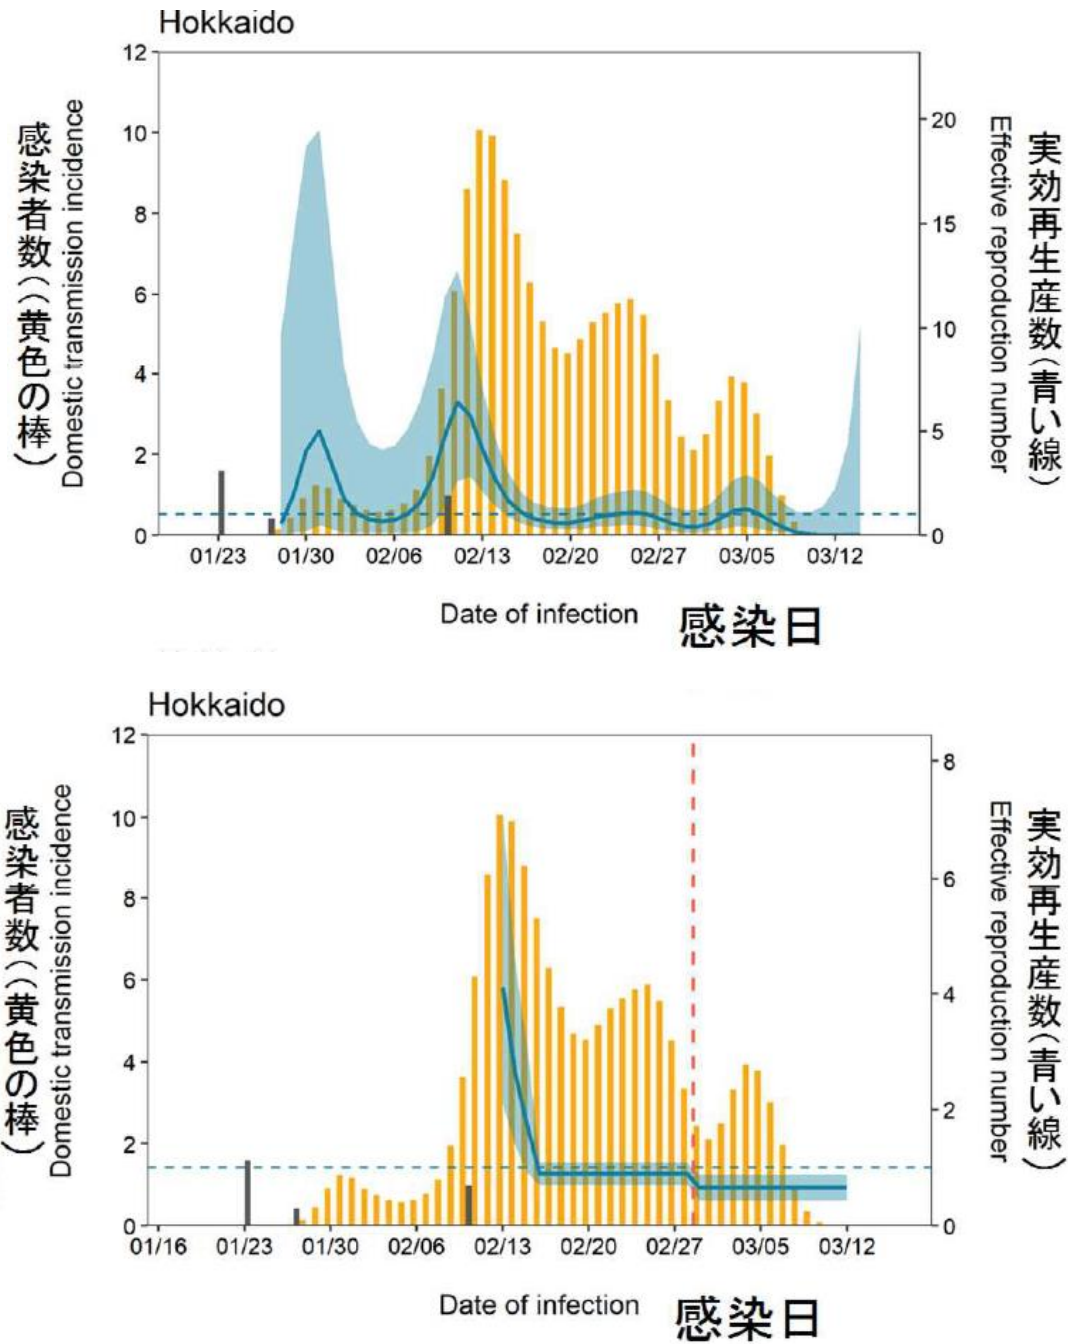 Hokkaido
感染者数((黄色の棒)
Domestic transmission incidence
12
10
8
6
4
2
0
20
15
10
5
0
Effective reproduction number
実効再生産数(青い線)
01/23 01/30 02/06 02/13 02/20 02/27 03/05 03/12
Date of infection 感染日
Hokkaido
感染者数((黄色の棒)
Domestic transmission incidence
12
10
8
6
4
2
0
8
6
4
2
0
Effective reproduction number
実効再生産数(青い線)
01/16 01/23 01/30 02/06 02/13 02/20 02/27 03/05 03/12
Date of infection 感染日